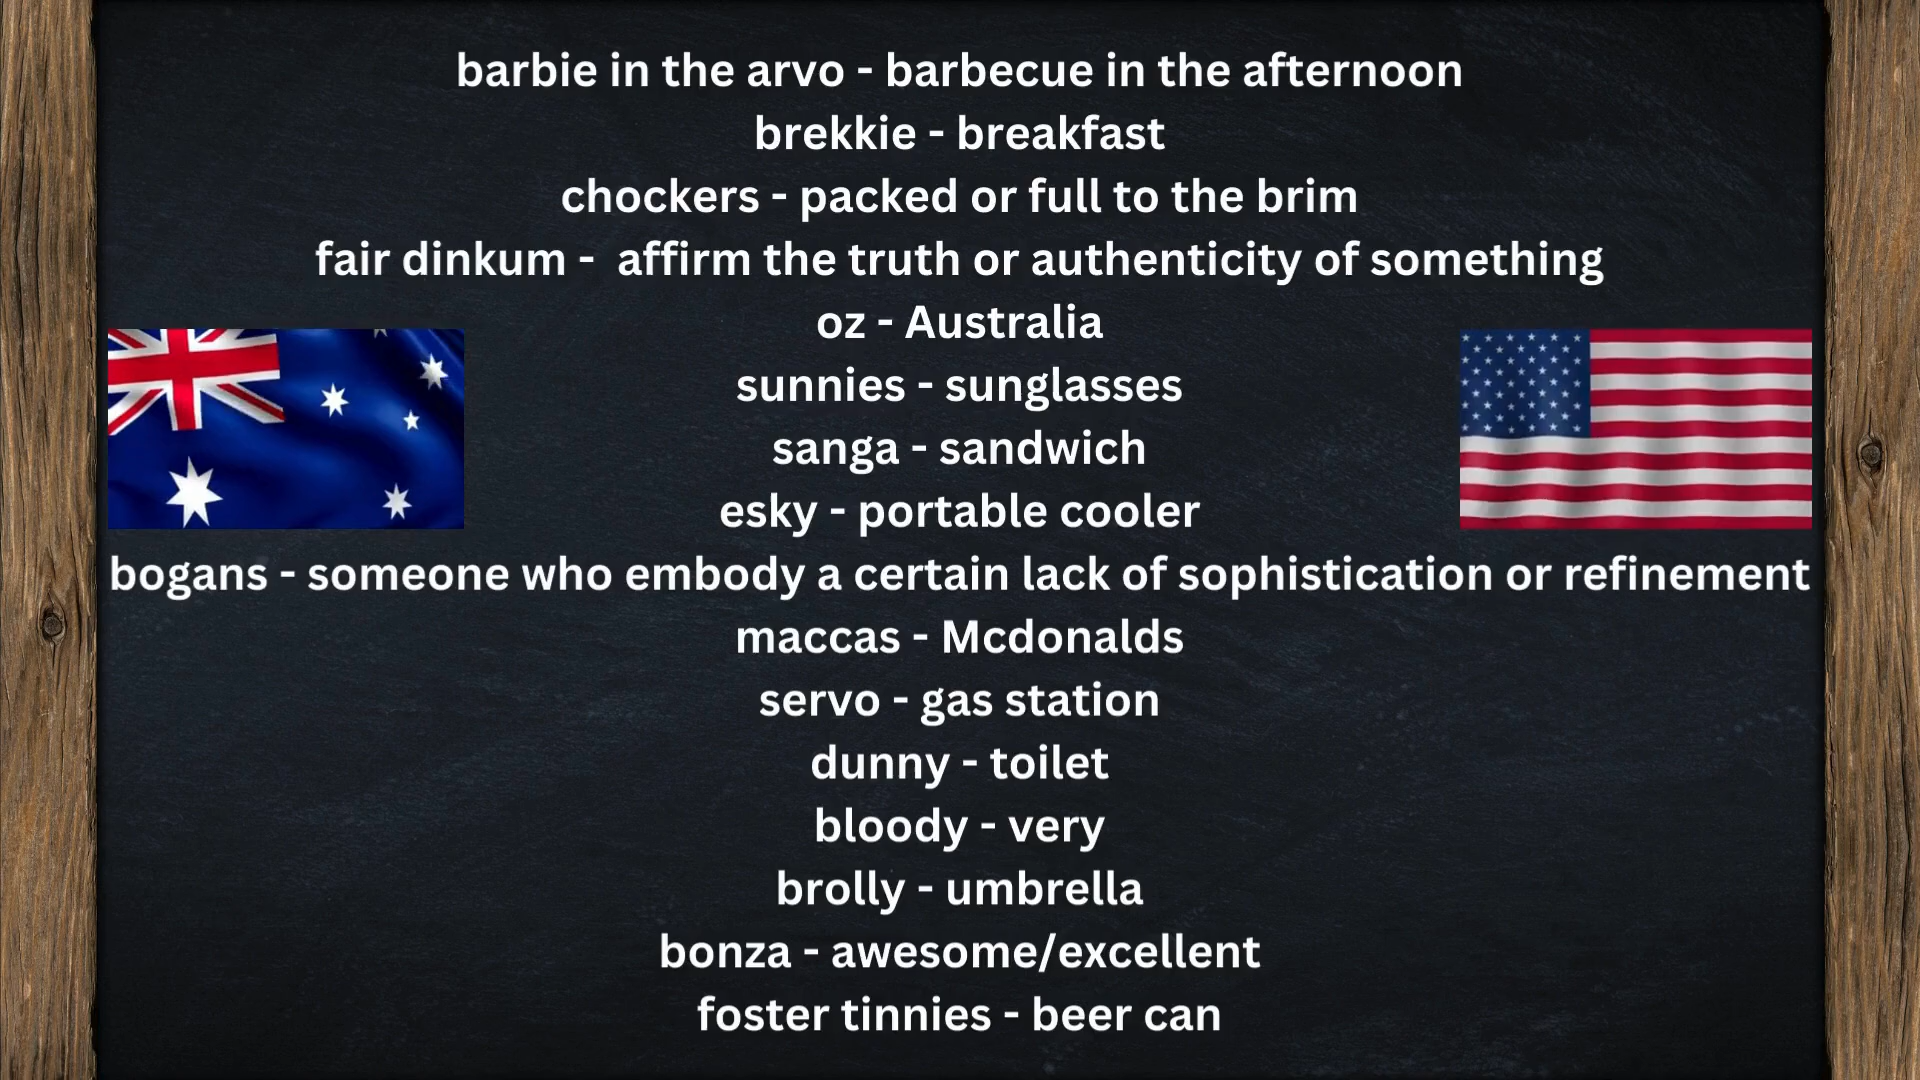 barbie in the arvo - barbecue in the afternoon
brekkie - breakfast
chockers - packed or full to the brim
fair dinkum -  affirm the truth or authenticity of something
oz - Australia
sunnies - sunglasses
sanga - sandwich
esky - portable cooler
bogans - someone who embody a certain lack of sophistication or refinement
maccas - Mcdonalds
servo - gas station
dunny - toilet
bloody - very
brolly - umbrella
bonza - awesome/excellent
foster tinnies - beer can